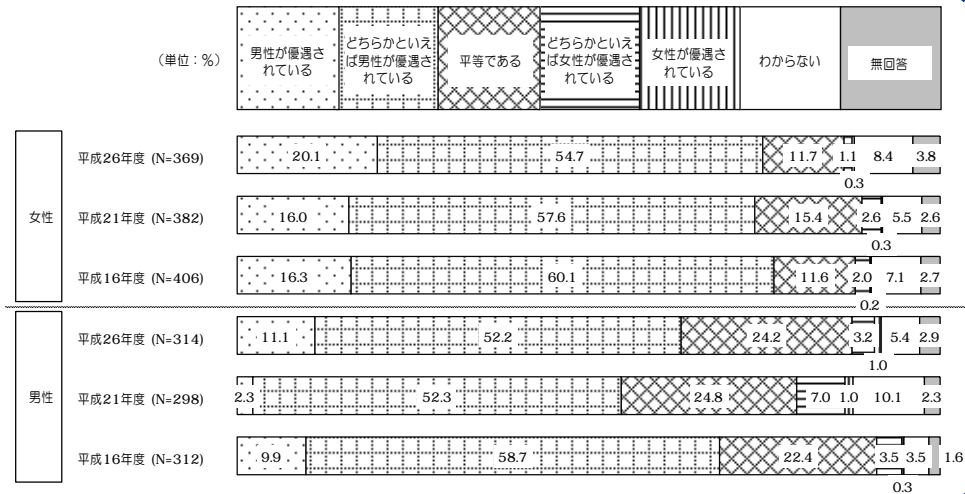 (単位：％)
男性が優遇さ
れている
どちらかといえ
ば男性が優遇さ
れている
平等である
どちらかといえ
ば女性が優遇さ
れている
女性が優遇さ
れている
わからない
無回答
女性
平成26年度 (N=369)
20.1 54.7 11.7 1.1 8.4 3.8
0.3
平成21年度 (N=382)
16.0 57.6 15.4 2.6 5.5 2.6
0.3
平成16年度 (N=406)
16.3 60.1 11.6 2.0 7.1 2.7
0.2
男性
平成26年度 (N=314)
11.1 52.2 24.2 3.2 5.4 2.9
1.0
平成21年度 (N=298)
2.3 52.3 24.8 7.0 1.0 10.1 2.3
平成16年度 (N=312)
9.9 58.7 22.4 3.5 3.5 1.6
0.3